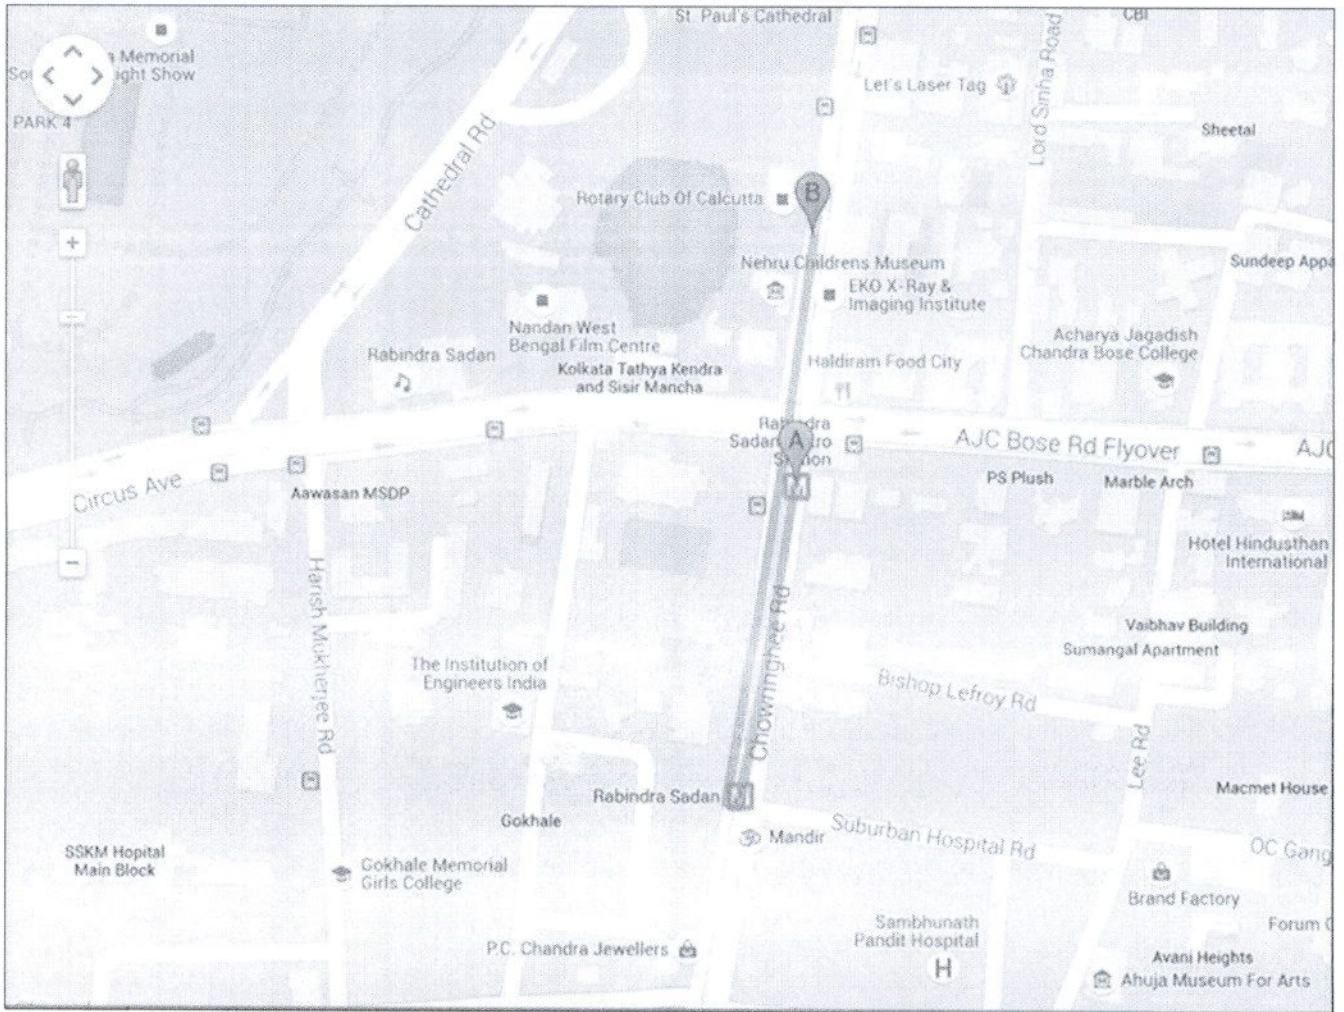 St. Paul's Cathedral
CBI
Memorial
ight Show
PARK 4
Let's Laser Tag
Lord Sinha Road
Sheetal
Cathedral Rd
Rotary Club Of Calcutta
B
Nehru Childrens Museum
Sundeep Appa
EKO X-Ray &
Imaging Institute
Nandan West
Bengal Film Centre
Rabindra Sadan
Kolkata Tathya Kendra
and Sisir Mancha
Haldiram Food City
Acharya Jagadish
Chandra Bose College
A
AJC Bose Rd Flyover
AJC
Circus Ave
Aawasan MSDP
PS Plush
Marble Arch
Hotel Hindusthan
International
Harish Mukherjee Rd
Chowringhee Rd
Vaibhav Building
Sumangal Apartment
The Institution of
Engineers India
Bishop Lefroy Rd
Lee Rd
Rabindra Sadan
Macmet House
Gokhale
Mandir
Suburban Hospital Rd
OC Gang
SSKM Hopital
Main Block
Gokhale Memorial
Girls College
Brand Factory
Sambhunath
Pandit Hospital
H
Forum
P.C. Chandra Jewellers
Avani Heights
Ahuja Museum For Arts